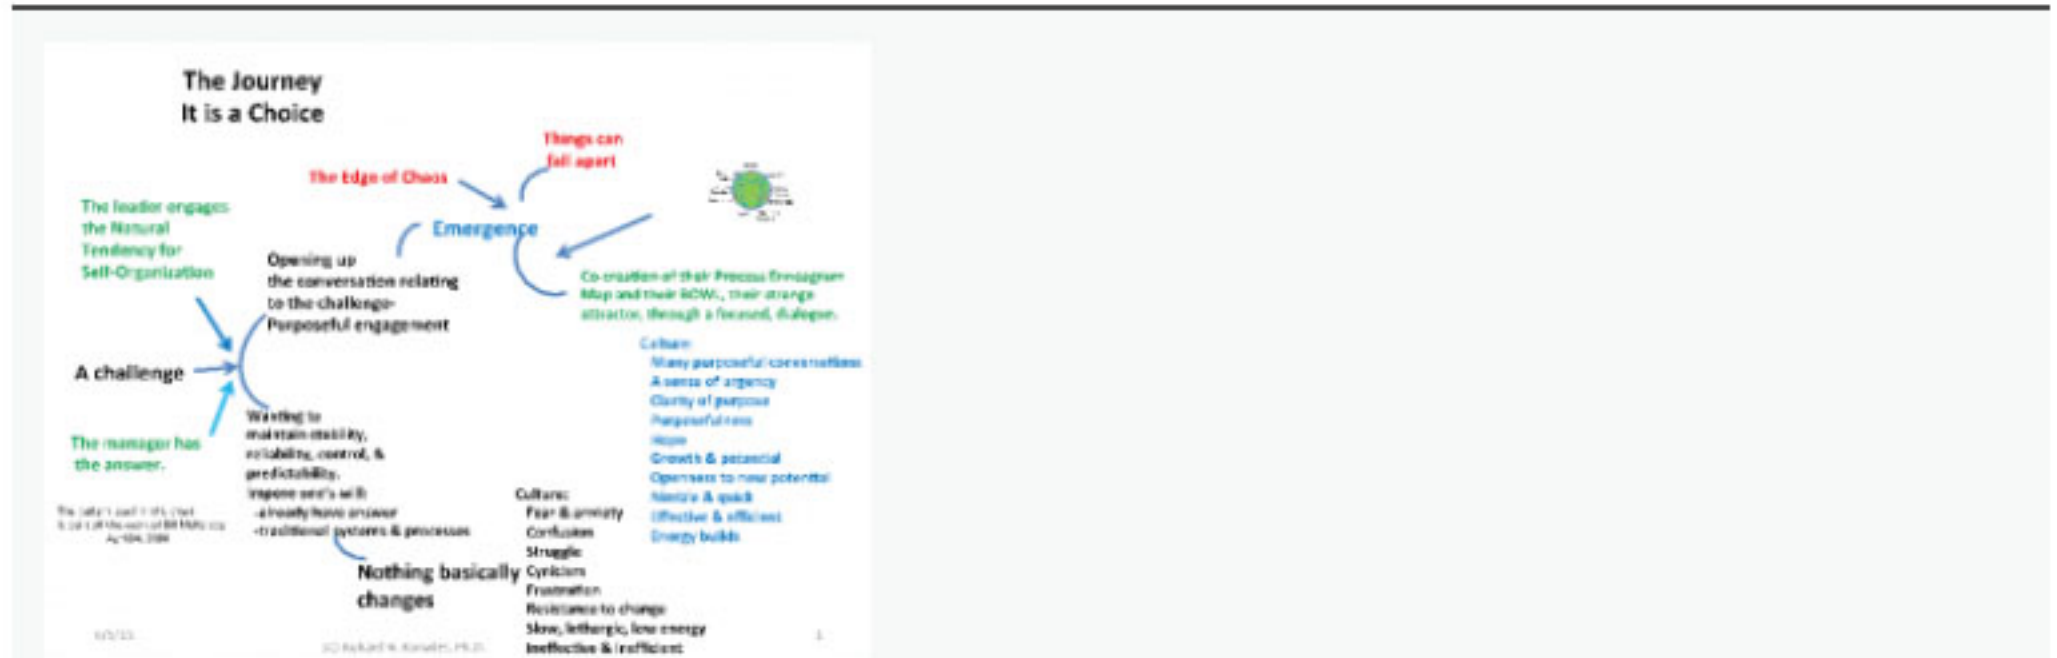 The Journey
It is a Choice
Things can
fall apart
The Edge of Chaos
The leader engages
the Natural
Tendency for
Self-Organization
Emergence
Opening up
the conversation relating
to the challenge-
Purposeful engagement
Co-creation of their Process Enneagram
Map and their BOWL, their strange
attractor, through a focused, dialogue.
A challenge
Culture:
Many purposeful conversations
A sense of urgency
Clarity of purpose
Purposefulness
Hope
Growth & potential
Openness to new potential
Nimble & quick
Effective & efficient
Energy builds
The manager has
the answer.
Wanting to
maintain stability,
reliability, control, &
predictability.
Impose one's will:
-already have answer
-traditional systems & processes
Nothing basically
changes
Culture:
Fear & anxiety
Confusion
Struggle
Cynicism
Frustration
Resistance to change
Slow, lethargic, low energy
Ineffective & inefficient
(C) Richard N. Knowles, Ph.D.
1